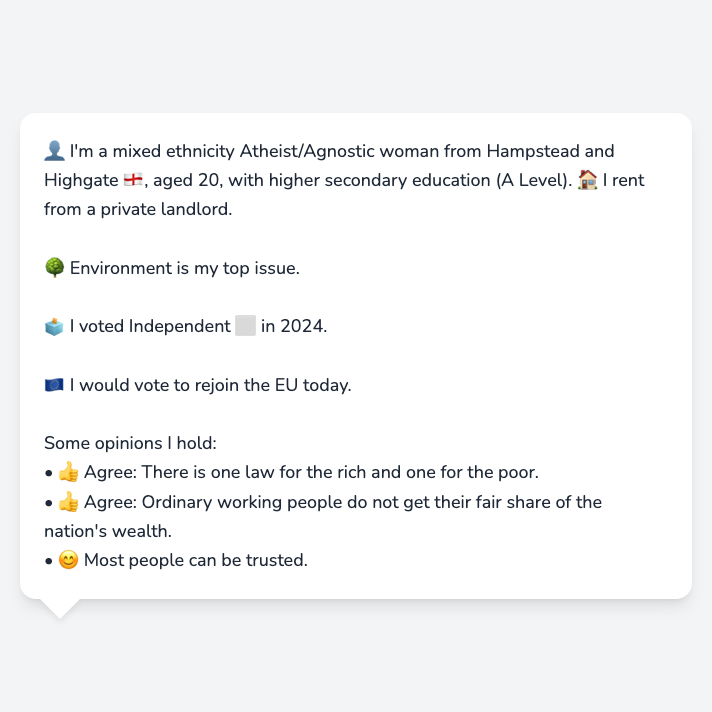 👤 I'm a mixed ethnicity Atheist/Agnostic woman from Hampstead and
Highgate 🏴󠁧󠁢󠁥󠁮󠁧󠁿, aged 20, with higher secondary education (A Level). 🏠 I rent
from a private landlord.
🌳 Environment is my top issue.
🗳️ I voted Independent ⬜ in 2024.
🇪🇺 I would vote to rejoin the EU today.
Some opinions I hold:
• 👍 Agree: There is one law for the rich and one for the poor.
• 👍 Agree: Ordinary working people do not get their fair share of the
nation's wealth.
• 😊 Most people can be trusted.